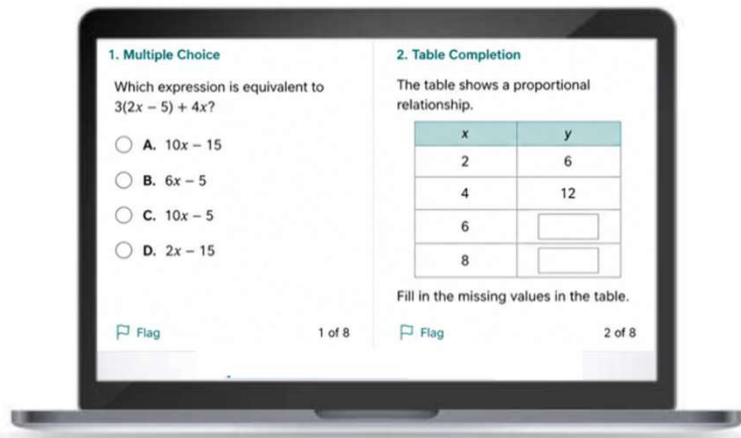 1. Multiple Choice
Which expression is equivalent to
3(2x – 5) + 4x?
A. 10x – 15
B. 6x – 5
C. 10x – 5
D. 2x – 15
Flag
1 of 8
2. Table Completion
The table shows a proportional
relationship.
x y
2 6
4 12
6
8
Fill in the missing values in the table.
Flag
2 of 8